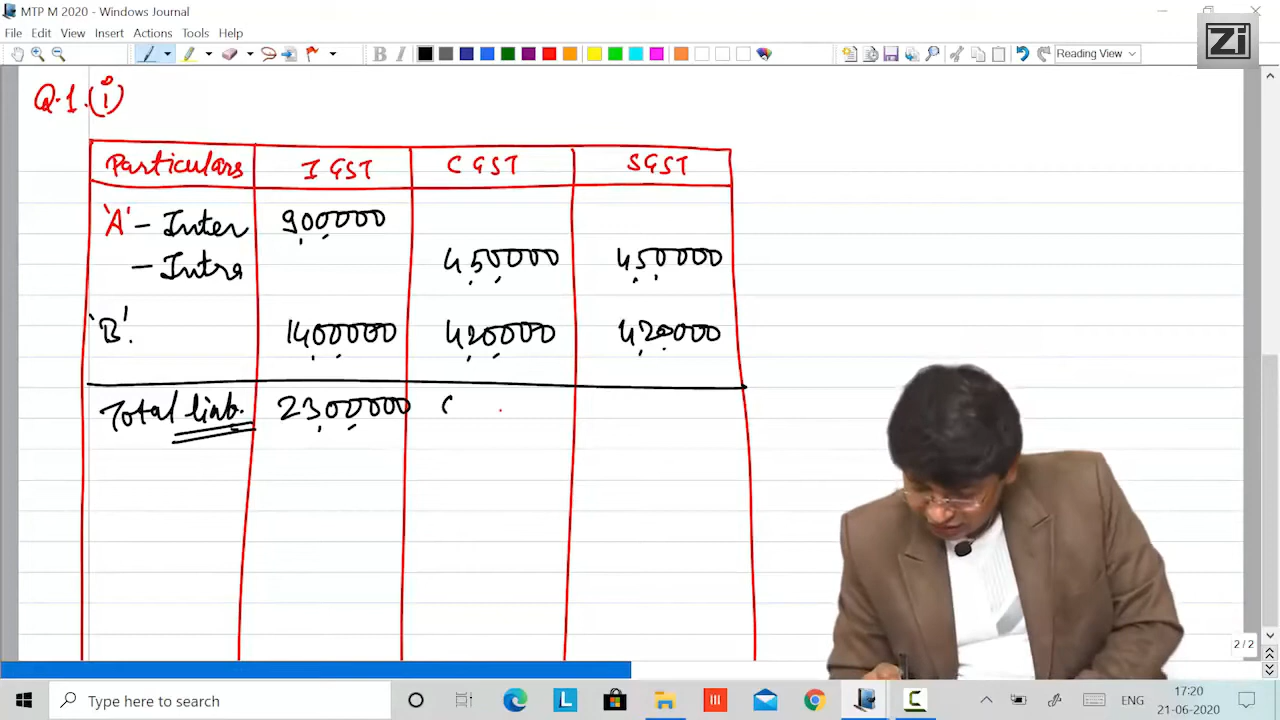 MTP M 2020 - Windows Journal
Zi
File Edit View Insert Actions Tools Help
B I Reading View
Q.1.(i)
Particulars IGST CGST SGST
'A' - Inter 900000
- Intra 450000 450000
'B'. 1400000 420000 420000
Total liab. 2300000
2 / 2
Type here to search
L
ENG
17:20
21-06-2020